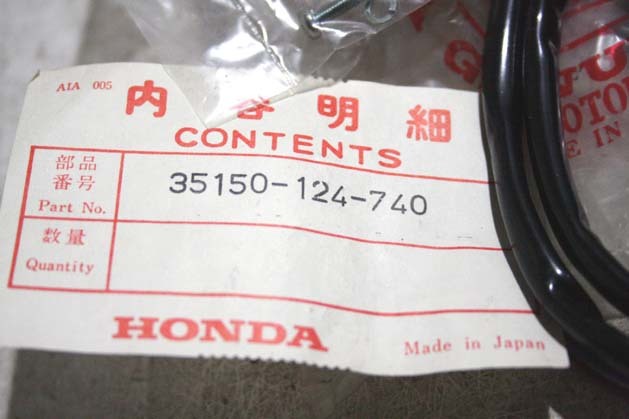 A1A 005
内容明細
CONTENTS
部品
番号
Part No.
35150-124-740
数量
Quantity
HONDA
Made in Japan